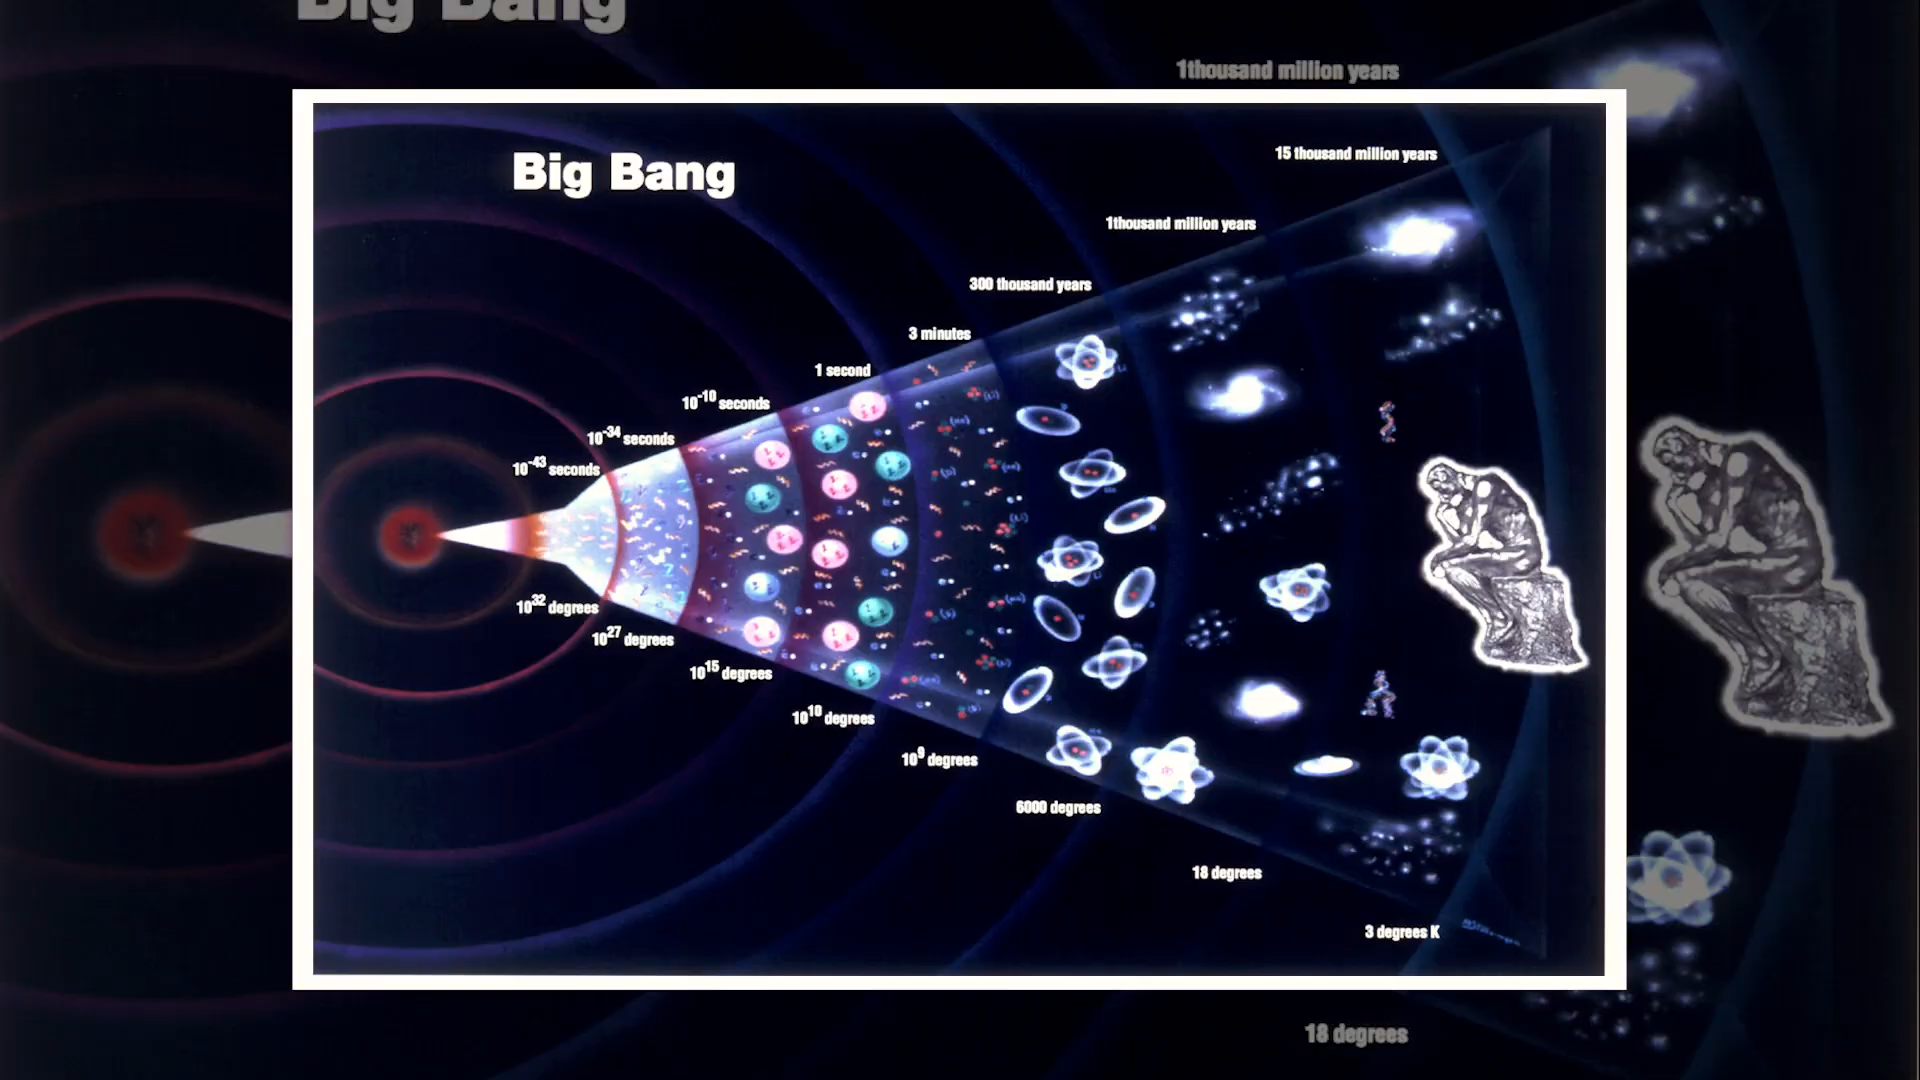 Big Bang
1thousand million years
Big Bang
15 thousand million years
1thousand million years
300 thousand years
3 minutes
1 second
10⁻¹⁰ seconds
10⁻³⁴ seconds
10⁻⁴³ seconds
10³² degrees
10²⁷ degrees
10¹⁵ degrees
10¹⁰ degrees
10⁹ degrees
6000 degrees
18 degrees
3 degrees K
18 degrees